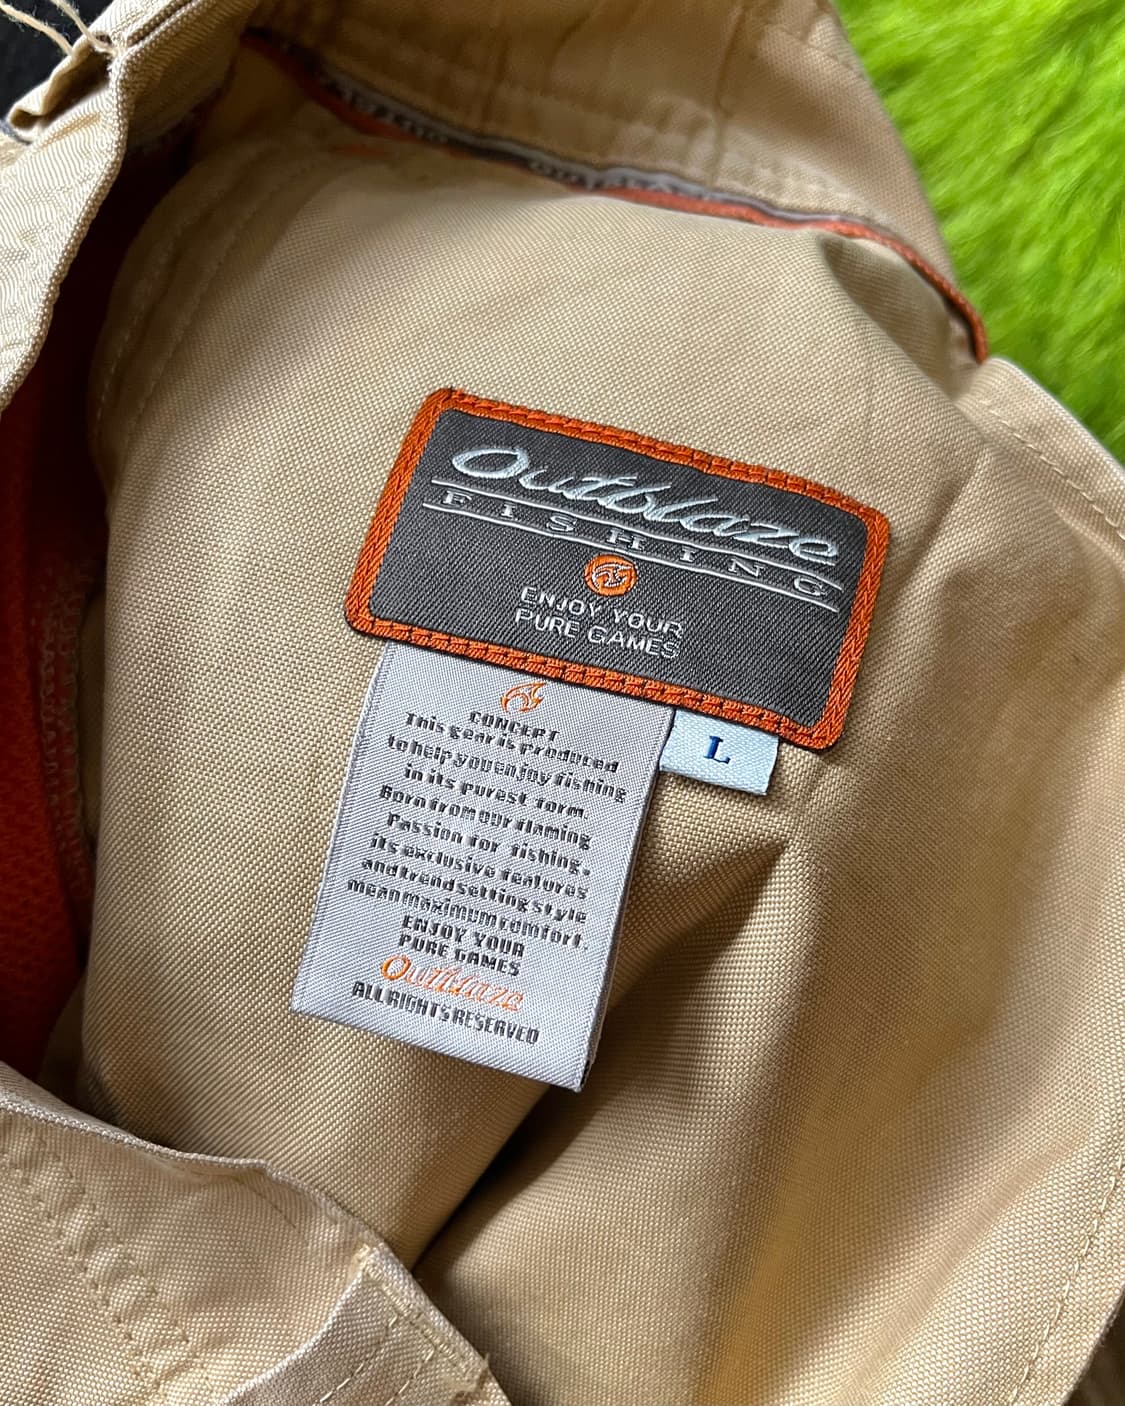 Outblaze
FISHING
ENJOY YOUR
PURE GAMES
L
CONCEPT
This gear is produced
to help you enjoy fishing
in its purest form.
Born from our flaming
Passion for fishing,
its exclusive features
and trend setting style
mean maximum comfort.
ENJOY YOUR
PURE GAMES
Outblaze
ALL RIGHTS RESERVED